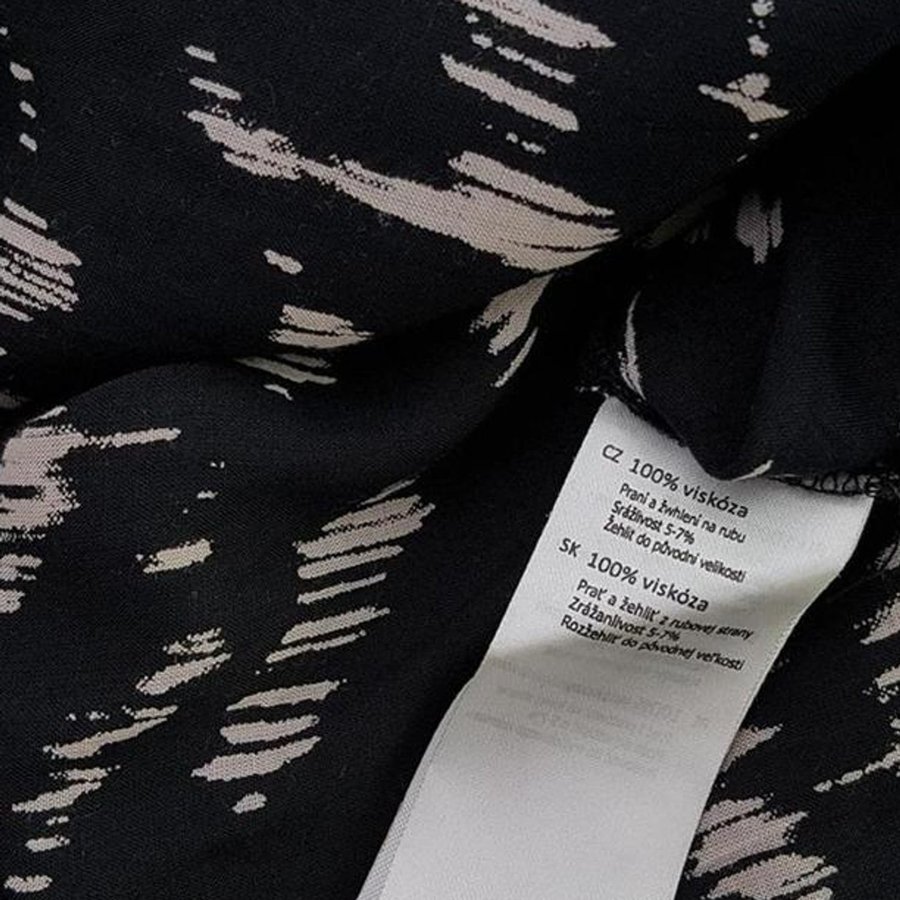 CZ 100% viskóza
Praní a žwhlení na rubu
Srážlivost 5-7%
Žehlit do původní velikosti
SK 100% viskóza
Prať a žehliť z rubovej strany
Zrážanlivosť 5-7%
Rozžehliť do pôvodnej veľkosti